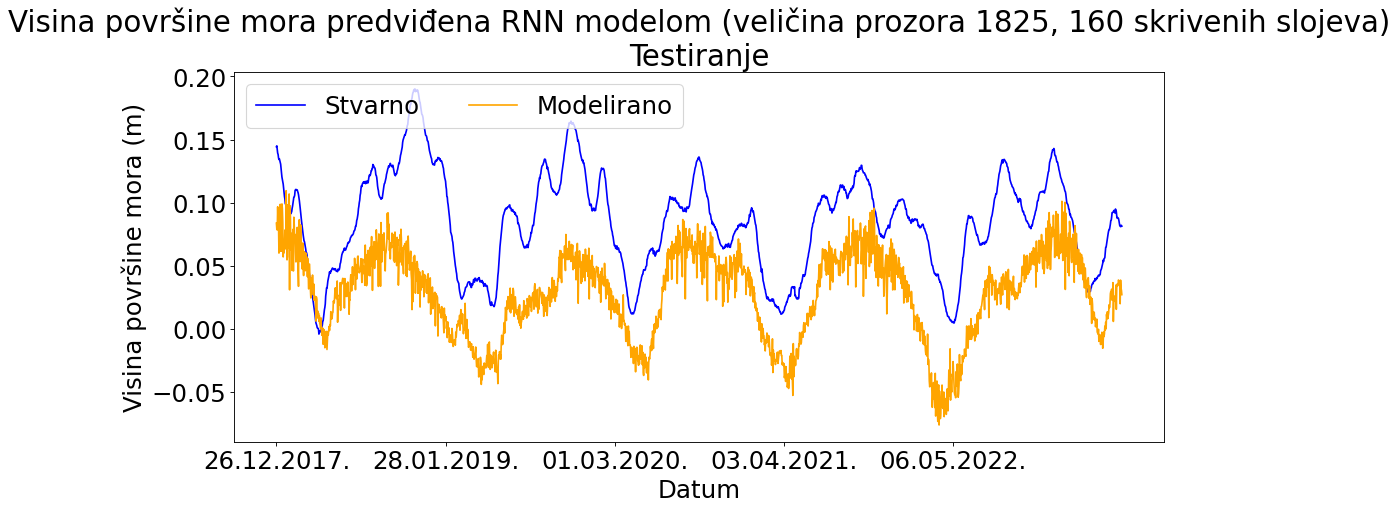 Visina površine mora predviđena RNN modelom (veličina prozora 1825, 160 skrivenih slojeva)
Testiranje
Stvarno
Modelirano
Visina površine mora (m)
0.20
0.15
0.10
0.05
0.00
−0.05
26.12.2017.
28.01.2019.
01.03.2020.
03.04.2021.
06.05.2022.
Datum